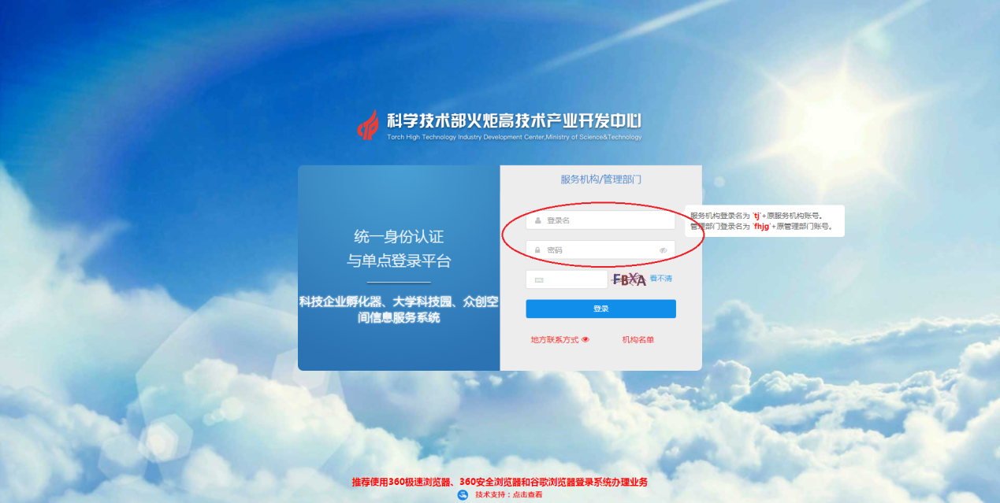 科学技术部火炬高技术产业开发中心
Torch High Technology Industry Development Center,Ministry of Science&Technology
统一身份认证
与单点登录平台
科技企业孵化器、大学科技园、众创空
间信息服务系统
服务机构/管理部门
登录名
密码
FBXA 看不清
登录
地方联系方式 机构名单
服务机构登录名为 'tj'+原服务机构账号。
管理部门登录名为 'fhjg'+原管理部门账号。
推荐使用360极速浏览器、360安全浏览器和谷歌浏览器登录系统办理业务
技术支持：点击查看